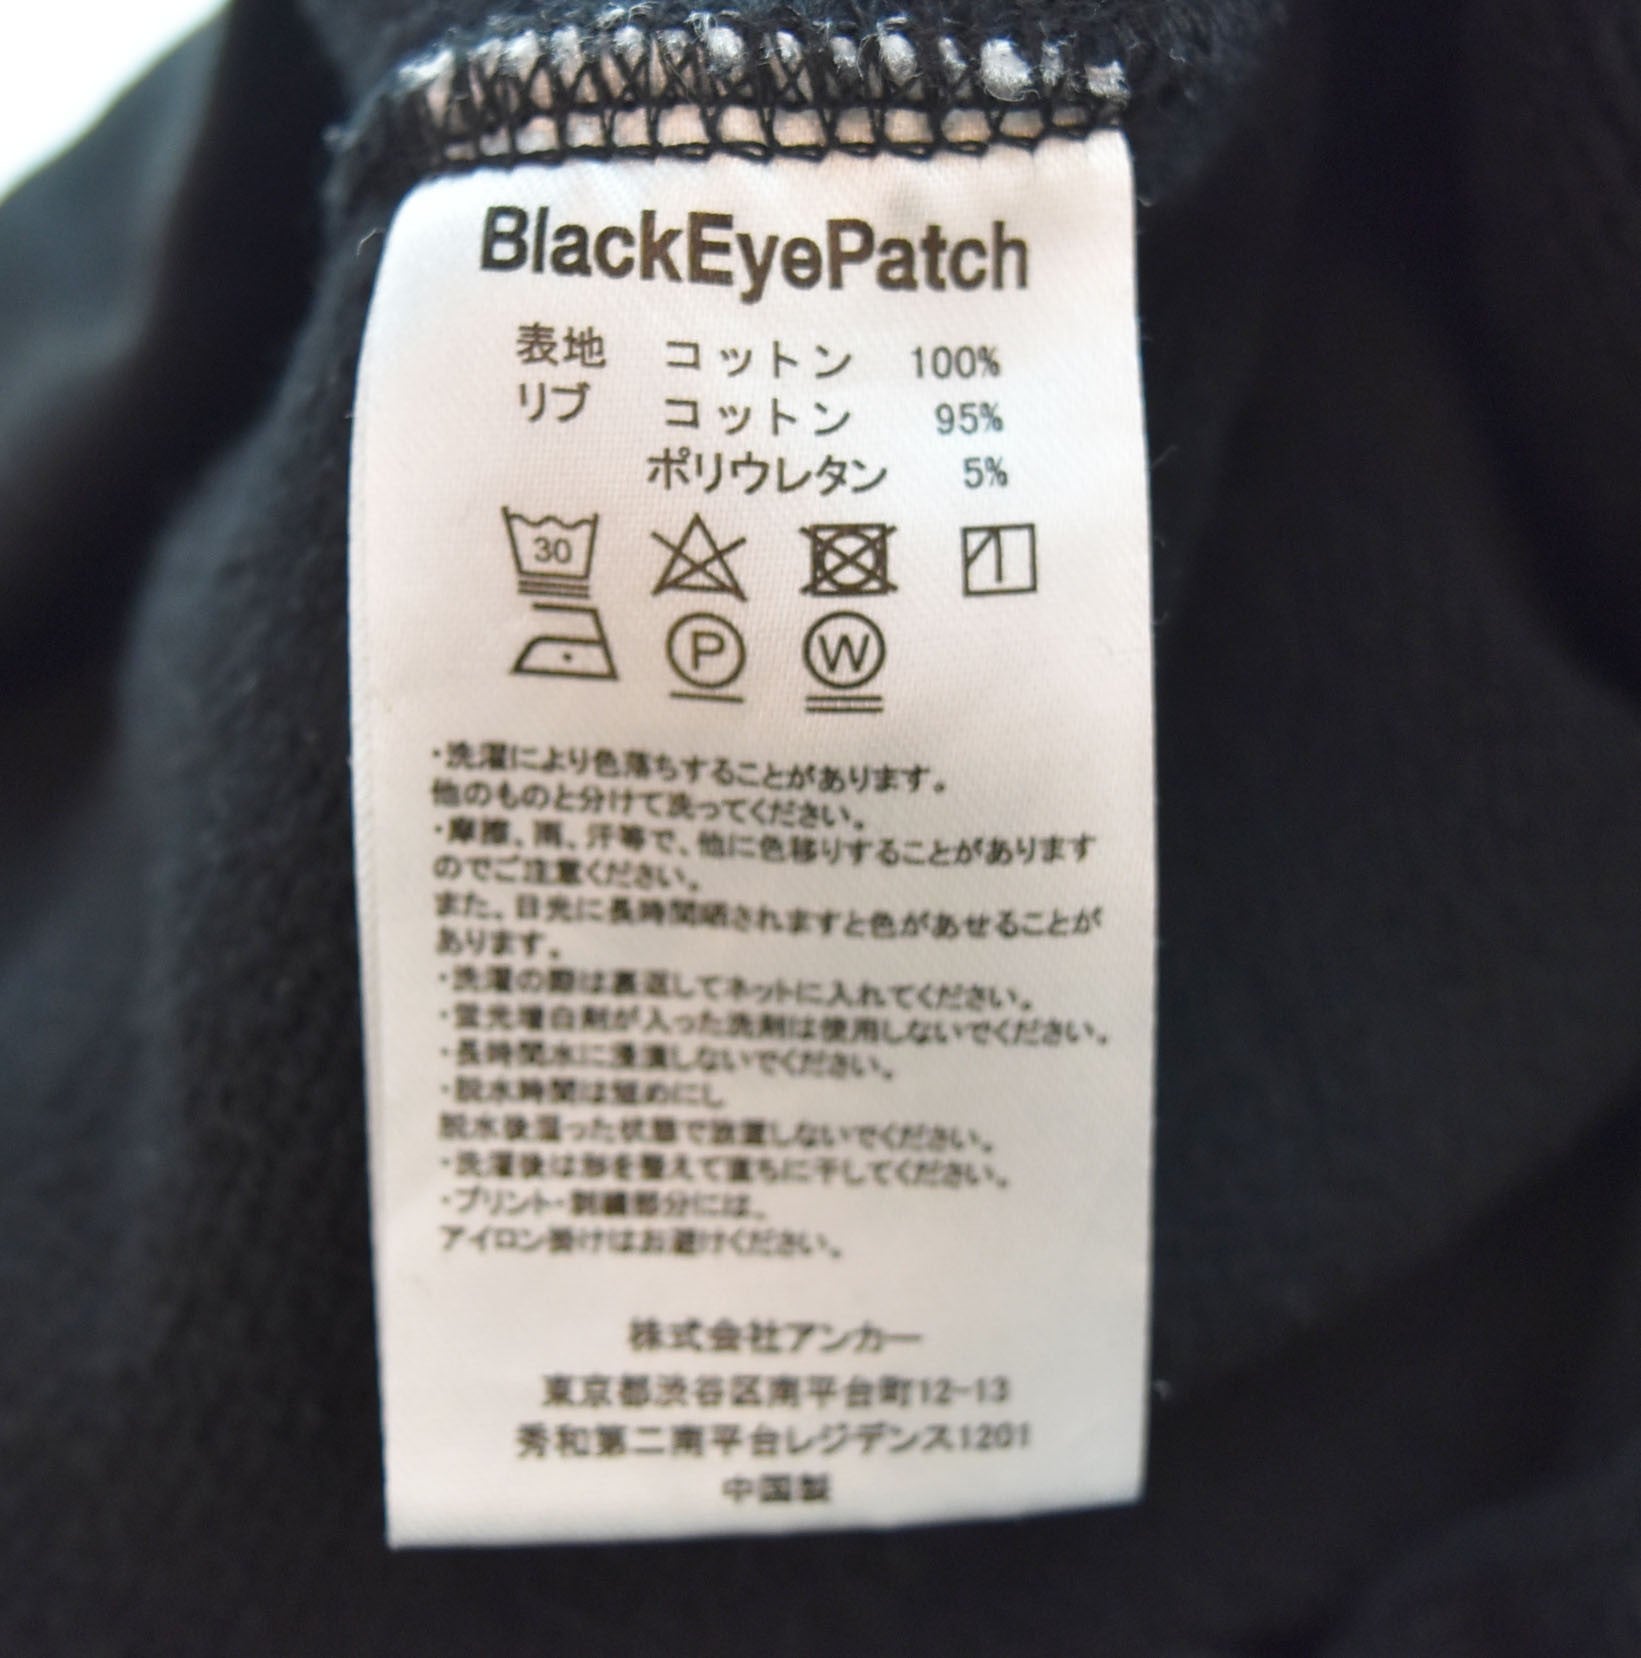 BlackEyePatch
表地 コットン 100%
リブ コットン 95%
ポリウレタン 5%
30
P W
・洗濯により色落ちすることがあります。
他のものと分けて洗ってください。
・摩擦、雨、汗等で、他に色移りすることがあります
のでご注意ください。
また、日光に長時間晒されますと色があせることが
あります。
・洗濯の際は裏返してネットに入れてください。
・蛍光増白剤が入った洗剤は使用しないでください。
・長時間水に浸漬しないでください。
・脱水時間は短めにし
脱水後湿った状態で放置しないでください。
・洗濯後は形を整えて直ちに干してください。
・プリント・刺繍部分には、
アイロン掛けはお避けください。
株式会社アンカー
東京都渋谷区南平台町12-13
秀和第二南平台レジデンス1201
中国製